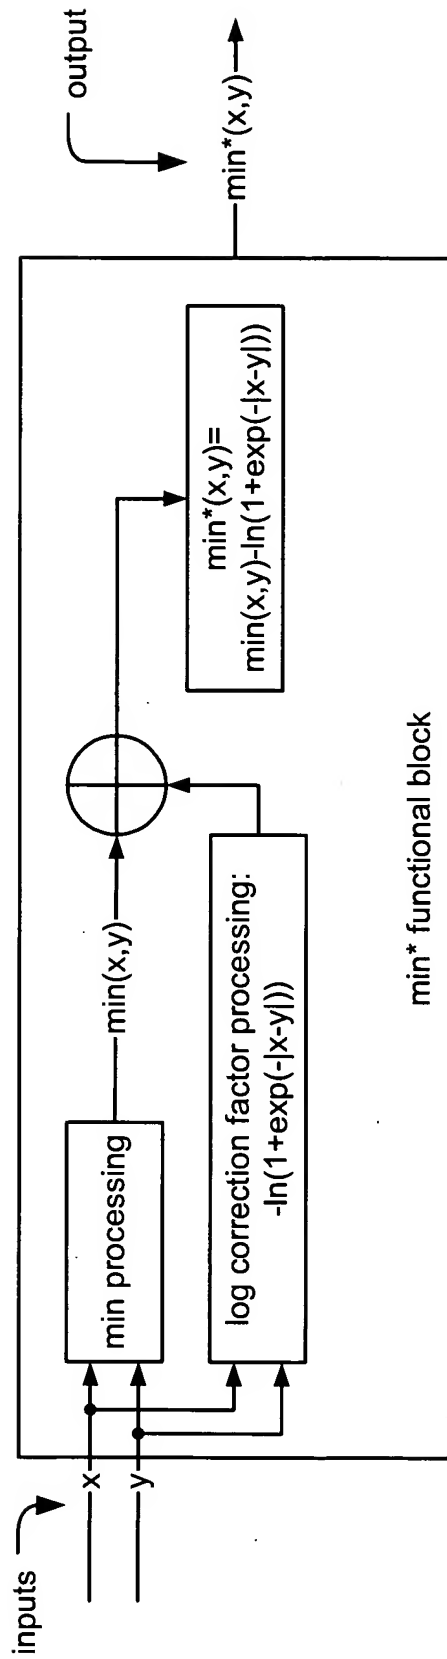 inputs
x
y
min processing
min(x,y)
log correction factor processing:
-ln(1+exp(-|x-y|))
min*(x,y)=
min(x,y)-ln(1+exp(-|x-y|))
min* functional block
min*(x,y)
output